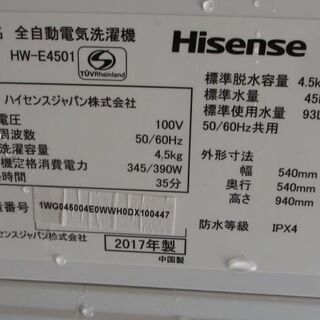 名 全自動電気洗濯機
HW-E4501
TÜVRheinland
ハイセンスジャパン株式会社
電圧 100V
周波数 50/60Hz
洗濯容量 4.5kg
機定格消費電力 345/390W
時間 35分
造番号 1WG045004E0WWH0DX100447
センスジャパン株式会社 2017年製
中国製
Hisense
標準脱水容量 4.5k
標準水量 45
標準使用水量 93L
50/60Hz共用
外形寸法
幅 540mm
奥行 540mm
高さ 940mm
防水等級 IPX4